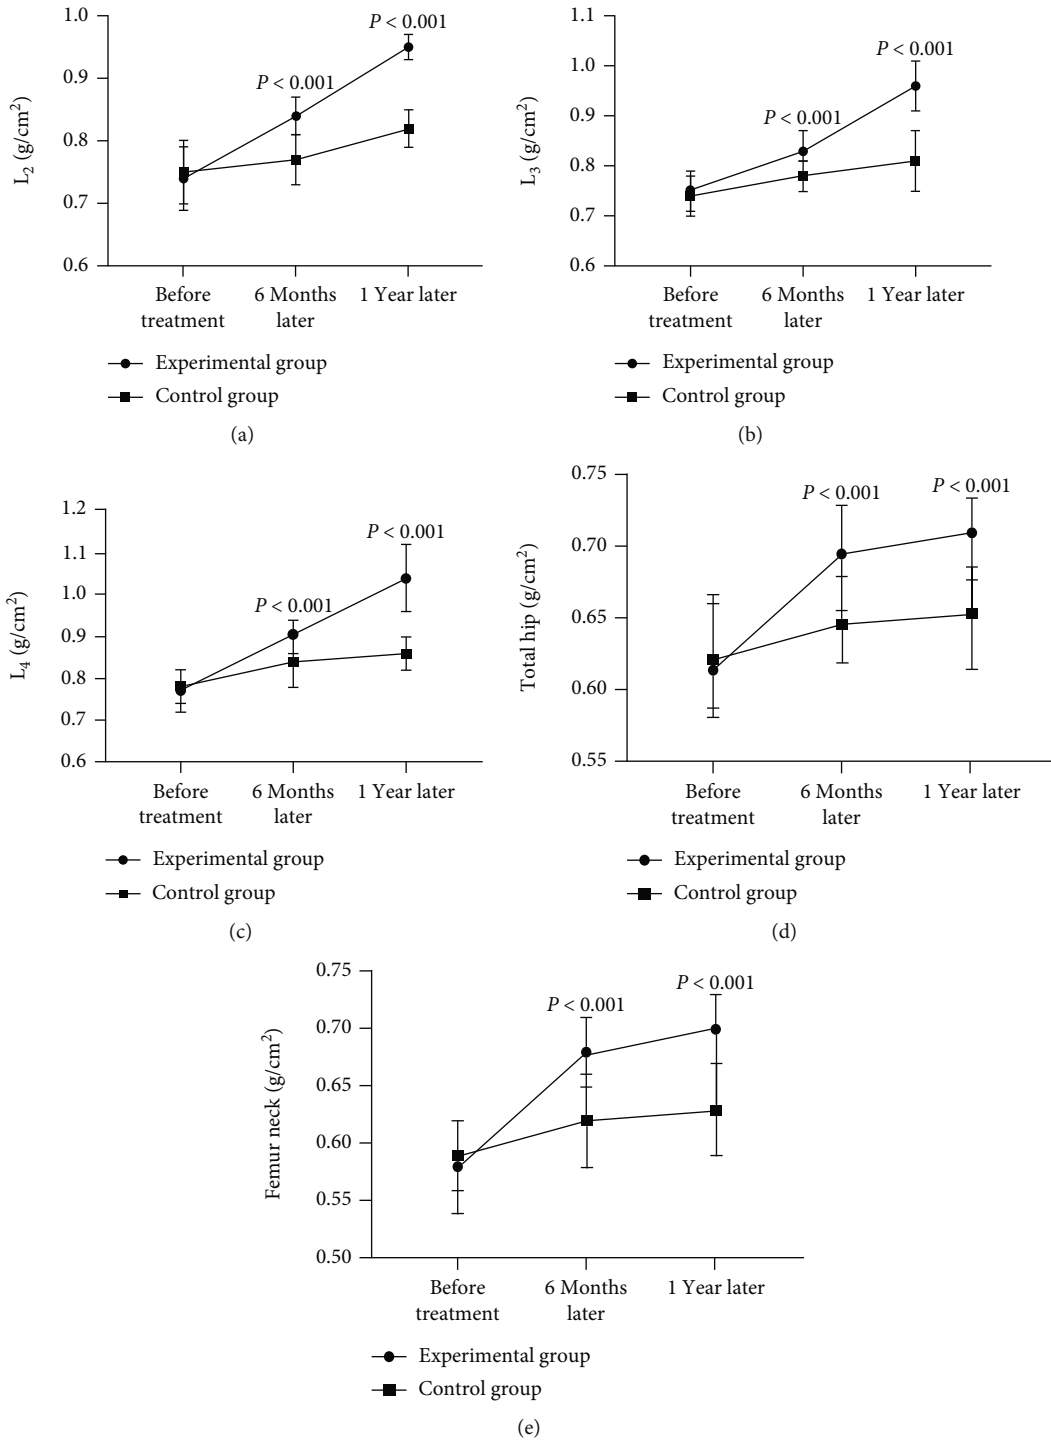 L2 (g/cm2)
1.0
0.9
0.8
0.7
0.6
P < 0.001
P < 0.001
Before treatment
6 Months later
1 Year later
Experimental group
Control group
(a)
L3 (g/cm2)
1.1
1.0
0.9
0.8
0.7
0.6
P < 0.001
P < 0.001
Before treatment
6 Months later
1 Year later
Experimental group
Control group
(b)
L4 (g/cm2)
1.2
1.1
1.0
0.9
0.8
0.7
0.6
P < 0.001
P < 0.001
Before treatment
6 Months later
1 Year later
Experimental group
Control group
(c)
Total hip (g/cm2)
0.75
0.70
0.65
0.60
0.55
P < 0.001
P < 0.001
Before treatment
6 Months later
1 Year later
Experimental group
Control group
(d)
Femur neck (g/cm2)
0.75
0.70
0.65
0.60
0.55
0.50
P < 0.001
P < 0.001
Before treatment
6 Months later
1 Year later
Experimental group
Control group
(e)